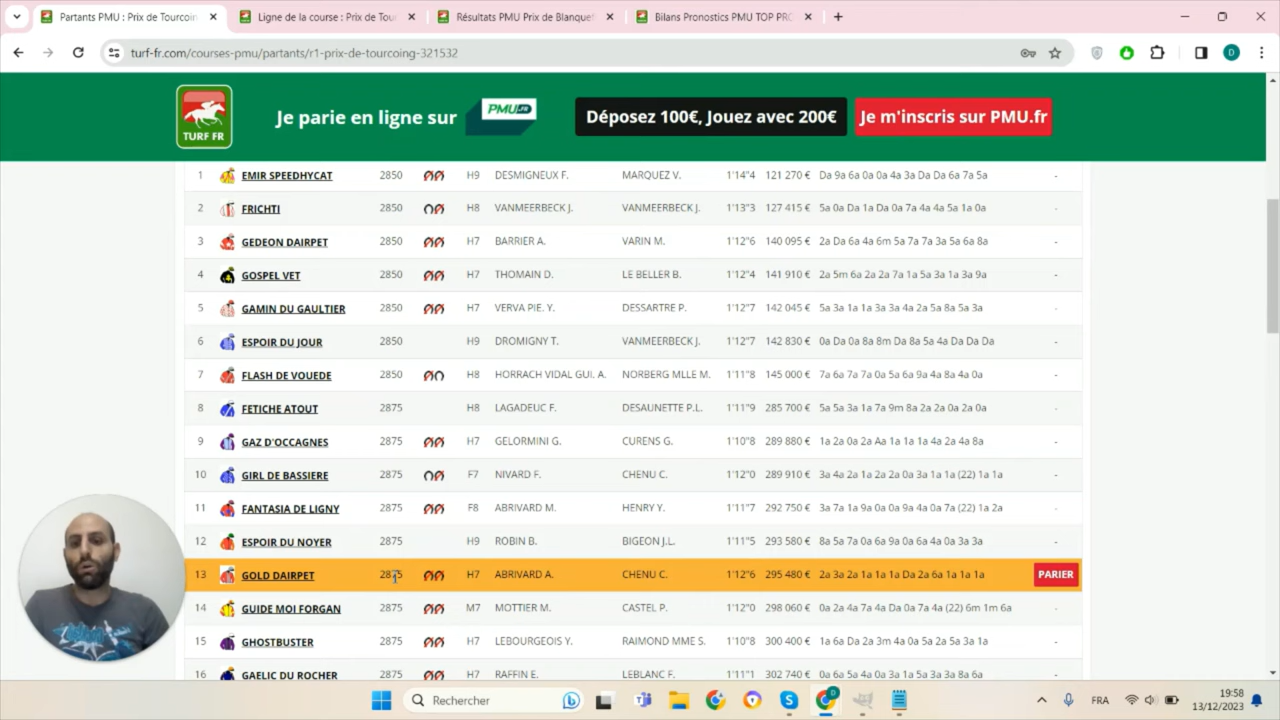 Partants PMU : Prix de Tourcoin
Ligne de la course : Prix de Tou
Résultats PMU Prix de Blanquef
Bilans Pronostics PMU TOP PRO
turf-fr.com/courses-pmu/partants/r1-prix-de-tourcoing-321532
D
TURF FR
Je parie en ligne sur
PMU.FR
Déposez 100€, Jouez avec 200€
Je m'inscris sur PMU.fr
1 EMIR SPEEDHYCAT 2850 H9 DESMIGNEUX F. MARQUEZ V. 1'14"4 121 270 € Da 9a 6a 0a 0a 4a 3a Da Da 6a 7a 5a -
2 FRICHTI 2850 H8 VANMEERBECK J. VANMEERBECK J. 1'13"3 127 415 € 5a 0a Da 1a Da 0a 7a 4a 4a 5a 1a 0a -
3 GEDEON DAIRPET 2850 H7 BARRIER A. VARIN M. 1'12"6 140 095 € 2a Da 6a 4a 6m 5a 7a 7a 3a 5a 6a 8a -
4 GOSPEL VET 2850 H7 THOMAIN D. LE BELLER B. 1'12"4 141 910 € 2a 5m 6a 2a 2a 7a 1a 5a 3a 1a 3a 9a -
5 GAMIN DU GAULTIER 2850 H7 VERVA PIE. Y. DESSARTRE P. 1'12"7 142 045 € 5a 3a 1a 1a 3a 3a 4a 2a 5a 8a 5a 3a -
6 ESPOIR DU JOUR 2850 H9 DROMIGNY T. VANMEERBECK J. 1'12"7 142 830 € 0a Da 0a 8a 8m Da 8a 5a 4a Da Da Da -
7 FLASH DE VOUEDE 2850 H8 HORRACH VIDAL GUI. A. NORBERG MLLE M. 1'11"8 145 000 € 7a 6a 7a 7a 0a 5a 6a 9a 4a 8a 4a 0a -
8 FETICHE ATOUT 2875 H8 LAGADEUC F. DESAUNETTE P.L. 1'11"9 285 700 € 5a 5a 3a 1a 7a 9m 8a 2a 2a 0a 2a 0a -
9 GAZ D'OCCAGNES 2875 H7 GELORMINI G. CURENS G. 1'10"8 289 880 € 1a 2a 0a 2a Aa 1a 1a 1a 4a 2a 4a 8a -
10 GIRL DE BASSIERE 2875 F7 NIVARD F. CHENU C. 1'12"0 289 910 € 3a 4a 2a 1a 2a 2a 0a 3a 1a 1a (22) 1a 1a -
11 FANTASIA DE LIGNY 2875 F8 ABRIVARD M. HENRY Y. 1'11"7 292 750 € 3a 7a 1a 9a 0a 0a 9a 4a 0a 7a (22) 1a 2a -
12 ESPOIR DU NOYER 2875 H9 ROBIN B. BIGEON J.L. 1'11"5 293 580 € 8a 5a 7a 0a 6a 9a 0a 6a 4a 0a 3a 3a -
13 GOLD DAIRPET 2875 H7 ABRIVARD A. CHENU C. 1'12"6 295 480 € 2a 3a 2a 1a 1a 1a Da 2a 6a 1a 1a 1a PARIER
14 GUIDE MOI FORGAN 2875 M7 MOTTIER M. CASTEL P. 1'12"0 298 060 € 0a 2a 4a 7a 4a Da 0a 7a 4a (22) 6m 1m 6a -
15 GHOSTBUSTER 2875 H7 LEBOURGEOIS Y. RAIMOND MME S. 1'10"8 300 400 € 1a 6a Da 2a 3m 4a 0a 5a 2a 5a 3a 1a -
16 GAELIC DU ROCHER 2875 H7 RAFFIN E. LEBLANC F. 1'11"1 302 740 € 0a 6a 5a 4a 0a 3a 1a 5a 3a 3a 8a 6a -
Rechercher
FRA
19:58
13/12/2023